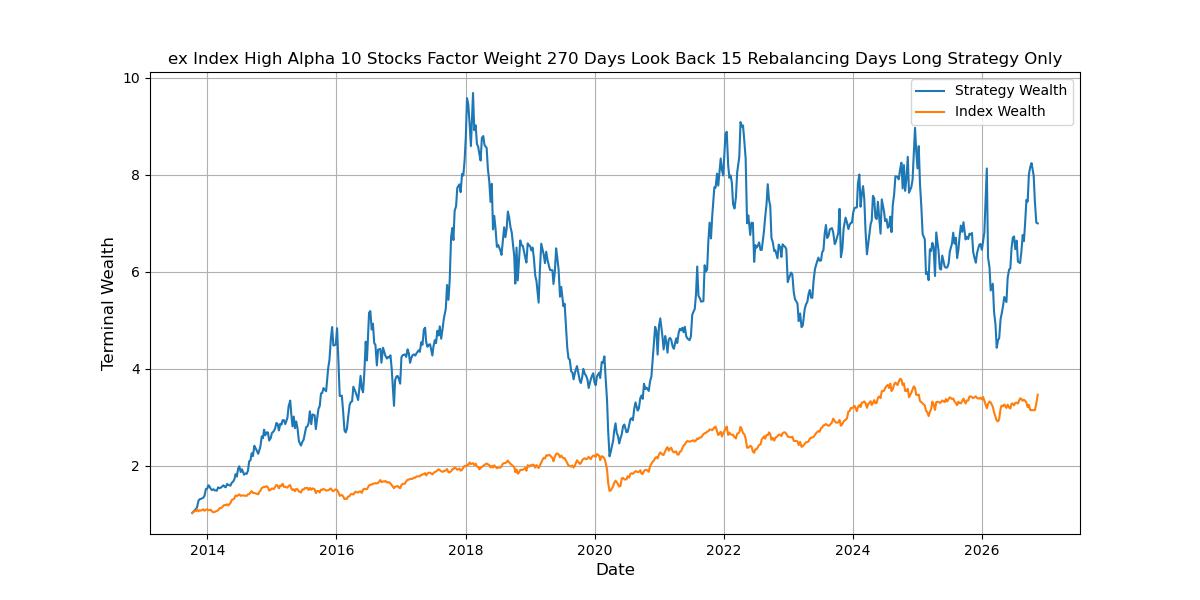 ex Index High Alpha 10 Stocks Factor Weight 270 Days Look Back 15 Rebalancing Days Long Strategy Only
10
8
6
4
2
Terminal Wealth
Strategy Wealth
Index Wealth
2014 2016 2018 2020 2022 2024 2026
Date